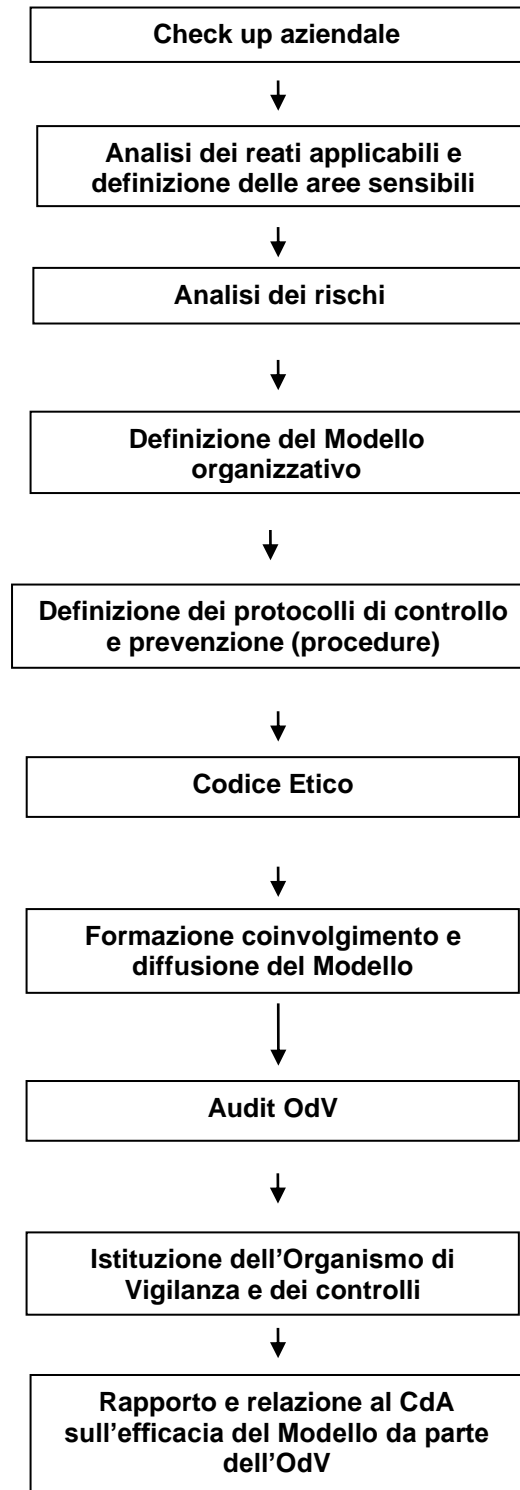 Check up aziendale
Analisi dei reati applicabili e
definizione delle aree sensibili
Analisi dei rischi
Definizione del Modello
organizzativo
Definizione dei protocolli di controllo
e prevenzione (procedure)
Codice Etico
Formazione coinvolgimento e
diffusione del Modello
Audit OdV
Istituzione dell’Organismo di
Vigilanza e dei controlli
Rapporto e relazione al CdA
sull’efficacia del Modello da parte
dell’OdV